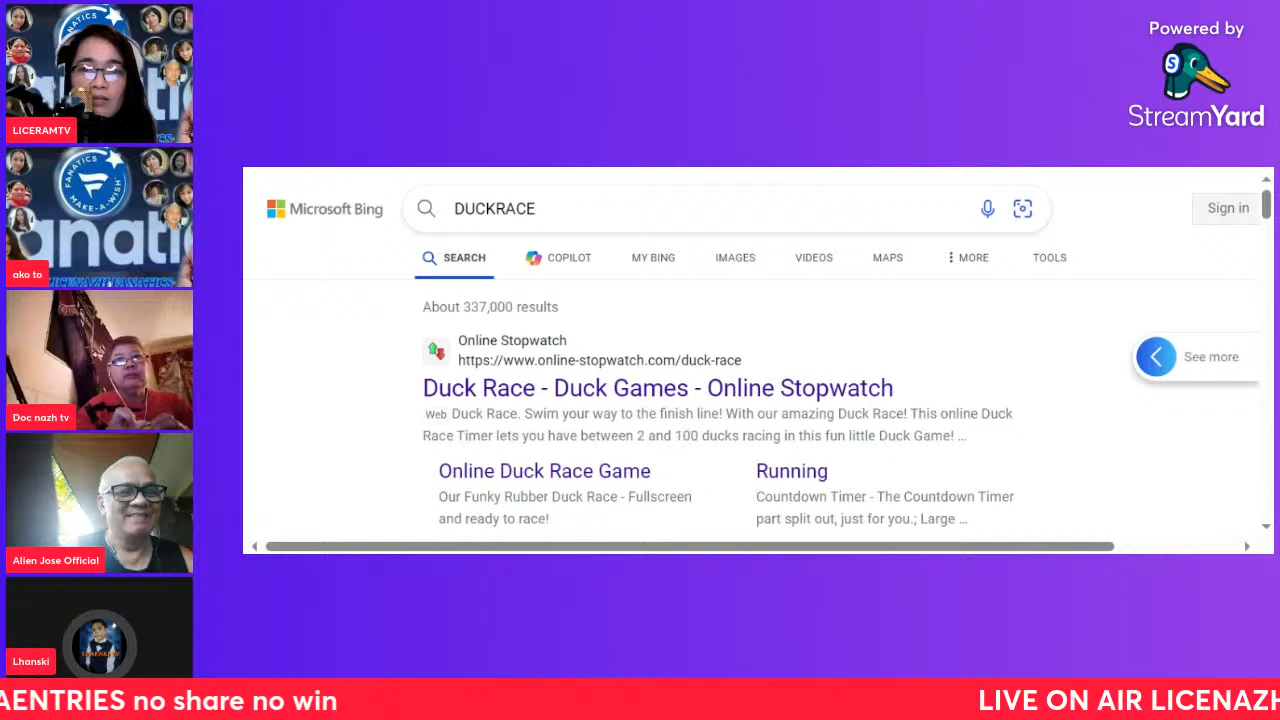 LICERAMTV
FANATICS
MAKE-A-WISH
anati
LICENAZH FANATICS
ako to
Doc nazh tv
Alien Jose Official
Lhanski
Powered by
StreamYard
Microsoft Bing
DUCKRACE
Sign in
SEARCH COPILOT MY BING IMAGES VIDEOS MAPS MORE TOOLS
About 337,000 results
Online Stopwatch
https://www.online-stopwatch.com/duck-race
See more
Duck Race - Duck Games - Online Stopwatch
Web Duck Race. Swim your way to the finish line! With our amazing Duck Race! This online Duck
Race Timer lets you have between 2 and 100 ducks racing in this fun little Duck Game! ...
Online Duck Race Game
Our Funky Rubber Duck Race - Fullscreen
and ready to race!
Running
Countdown Timer - The Countdown Timer
part split out, just for you.; Large ...
AENTRIES no share no win
LIVE ON AIR LICENAZH